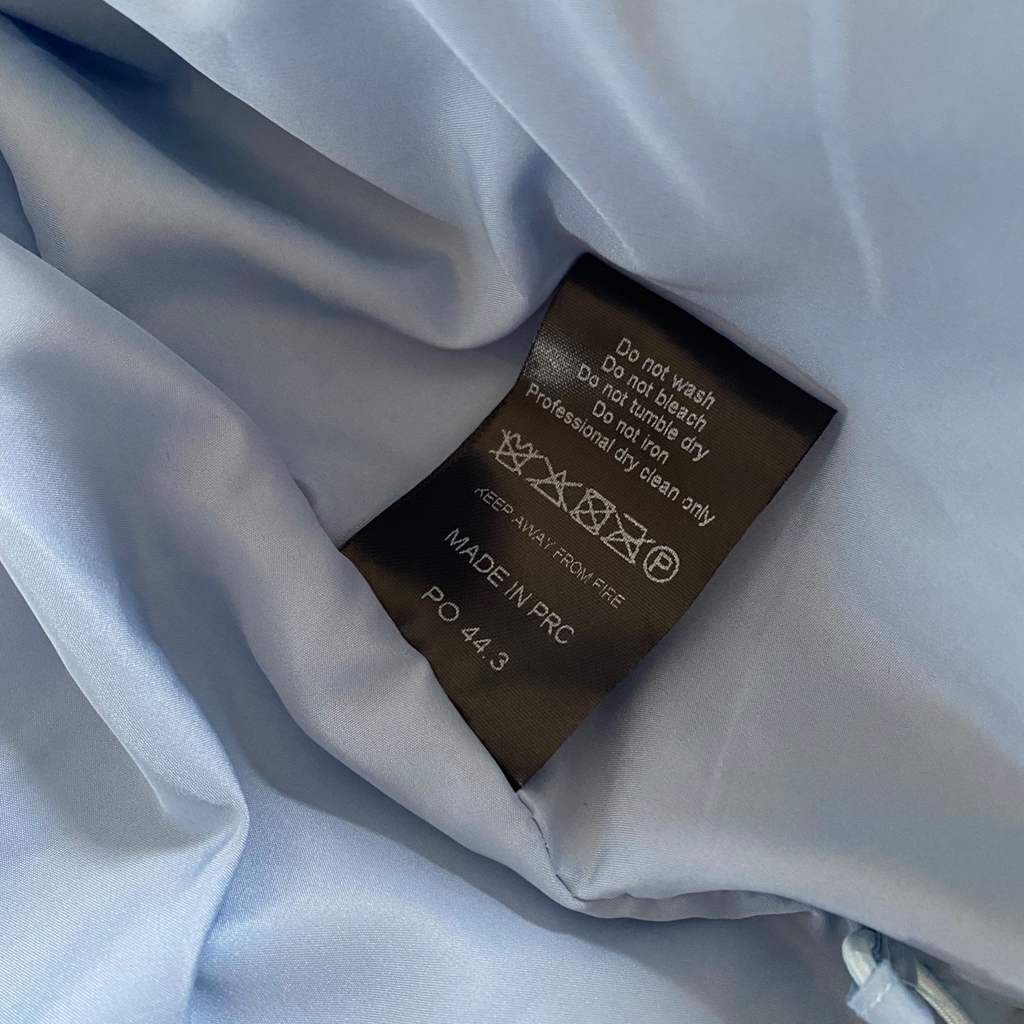 Do not wash
Do not bleach
Do not tumble dry
Do not iron
Professional dry clean only
P
KEEP AWAY FROM FIRE
MADE IN PRC
PO 44.3